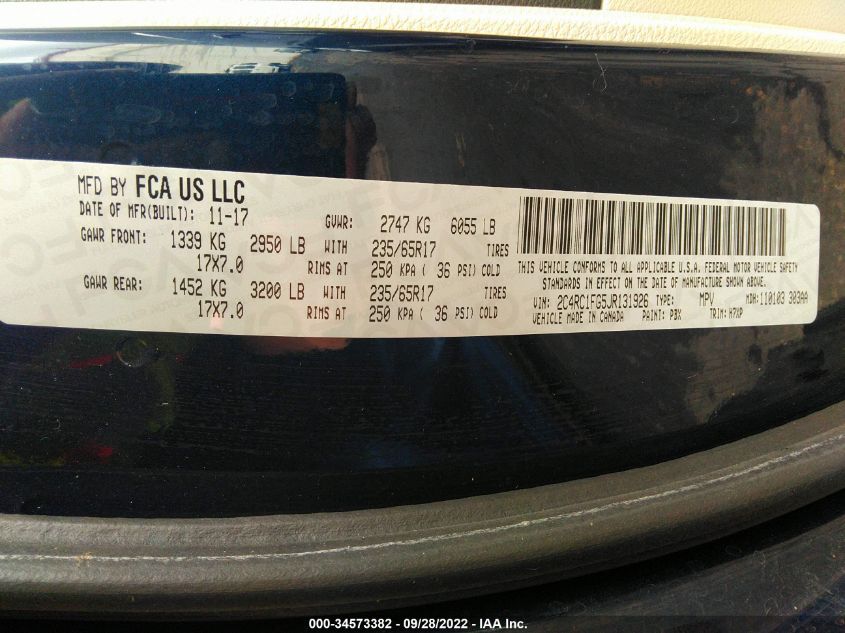 MFD BY FCA US LLC
DATE OF MFR(BUILT): 11-17 GVWR: 2747 KG 6055 LB
GAWR FRONT: 1339 KG 2950 LB WITH 235/65R17 TIRES
17X7.0 RIMS AT 250 KPA ( 36 PSI) COLD
GAWR REAR: 1452 KG 3200 LB WITH 235/65R17 TIRES
17X7.0 RIMS AT 250 KPA ( 36 PSI) COLD
THIS VEHICLE CONFORMS TO ALL APPLICABLE U.S.A. FEDERAL MOTOR VEHICLE SAFETY
STANDARDS IN EFFECT ON THE DATE OF MANUFACTURE SHOWN ABOVE.
VIN: 2C4RC1FG5JR131926 TYPE: MPV MDH: 110103 303AA
VEHICLE MADE IN CANADA PAINT: PBX TRIM: H7XP
000-34573382 / 09/28/2022 - IAA Inc.